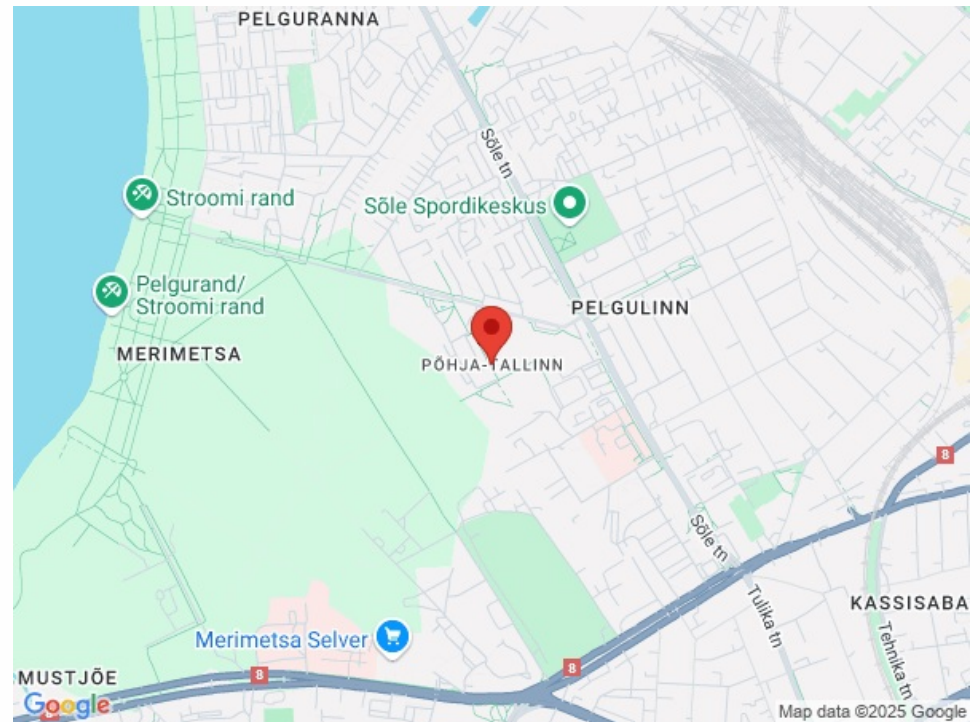 PELGURANNA
Sõle tn
Stroomi rand
Sõle Spordikeskus
Pelgurand/
Stroomi rand
PELGULINN
MERIMETSA
PÕHJA-TALLINN
8
Sõle tn
Tulika tn
KASSISABA
Tehnika tn
Merimetsa Selver
8
8
MUSTJÕE
8
Google
Map data ©2025 Google